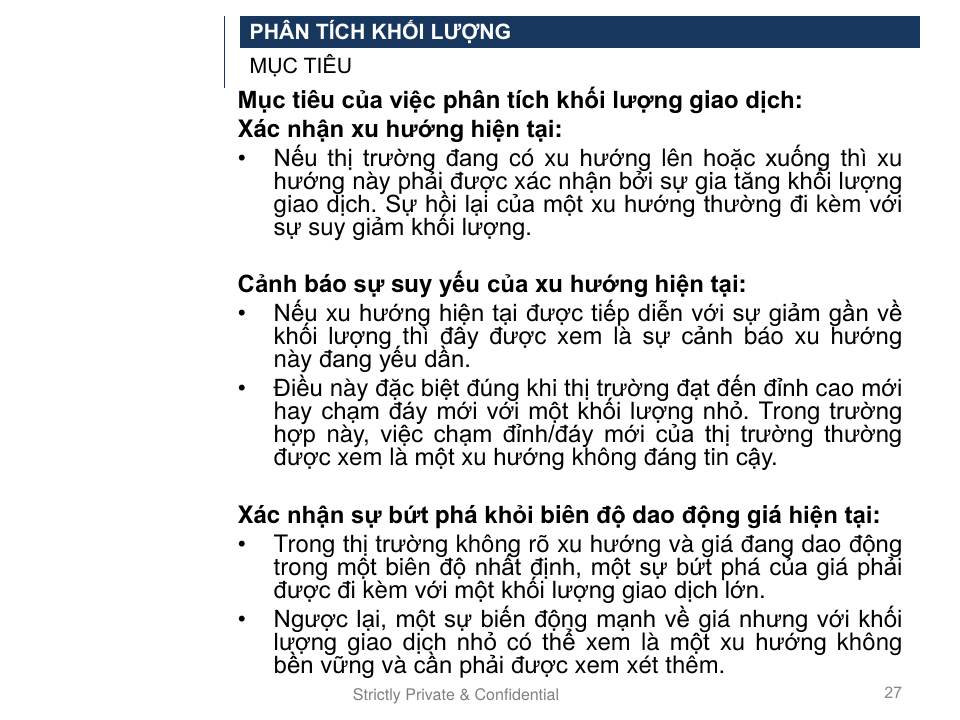 PHÂN TÍCH KHỐI LƯỢNG
MỤC TIÊU
Mục tiêu của việc phân tích khối lượng giao dịch:
Xác nhận xu hướng hiện tại:
• Nếu thị trường đang có xu hướng lên hoặc xuống thì xu
hướng này phải được xác nhận bởi sự gia tăng khối lượng
giao dịch. Sự hồi lại của một xu hướng thường đi kèm với
sự suy giảm khối lượng.
Cảnh báo sự suy yếu của xu hướng hiện tại:
• Nếu xu hướng hiện tại được tiếp diễn với sự giảm gần về
khối lượng thì đây được xem là sự cảnh báo xu hướng
này đang yếu dần.
• Điều này đặc biệt đúng khi thị trường đạt đến đỉnh cao mới
hay chạm đáy mới với một khối lượng nhỏ. Trong trường
hợp này, việc chạm đỉnh/đáy mới của thị trường thường
được xem là một xu hướng không đáng tin cậy.
Xác nhận sự bứt phá khỏi biên độ dao động giá hiện tại:
• Trong thị trường không rõ xu hướng và giá đang dao động
trong một biên độ nhất định, một sự bứt phá của giá phải
được đi kèm với một khối lượng giao dịch lớn.
• Ngược lại, một sự biến động mạnh về giá nhưng với khối
lượng giao dịch nhỏ có thể xem là một xu hướng không
bền vững và cần phải được xem xét thêm.
Strictly Private & Confidential
27